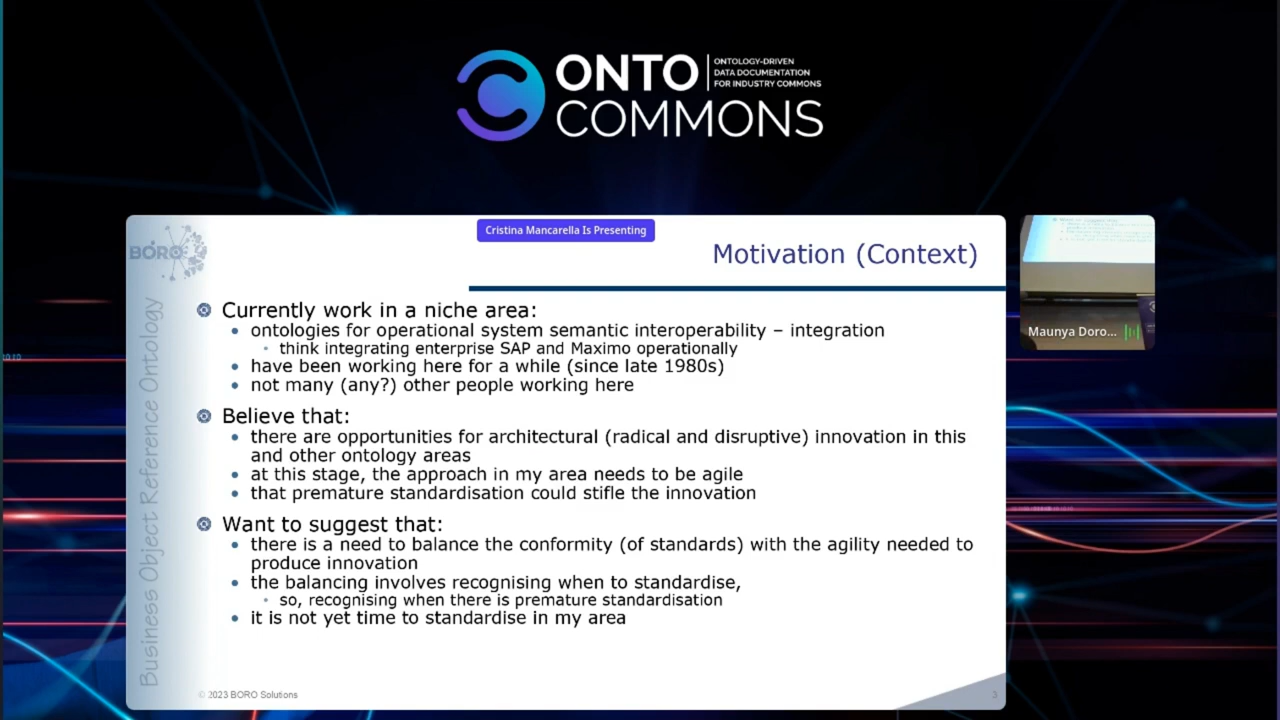 ONTO
COMMONS
ONTOLOGY-DRIVEN
DATA DOCUMENTATION
FOR INDUSTRY COMMONS
Cristina Mancarella Is Presenting
BORO
Motivation (Context)
Business Object Reference Ontology
Currently work in a niche area:
ontologies for operational system semantic interoperability – integration
think integrating enterprise SAP and Maximo operationally
have been working here for a while (since late 1980s)
not many (any?) other people working here
Believe that:
there are opportunities for architectural (radical and disruptive) innovation in this
and other ontology areas
at this stage, the approach in my area needs to be agile
that premature standardisation could stifle the innovation
Want to suggest that:
there is a need to balance the conformity (of standards) with the agility needed to
produce innovation
the balancing involves recognising when to standardise,
so, recognising when there is premature standardisation
it is not yet time to standardise in my area
© 2023 BORO Solutions
3
Maunya Doro...